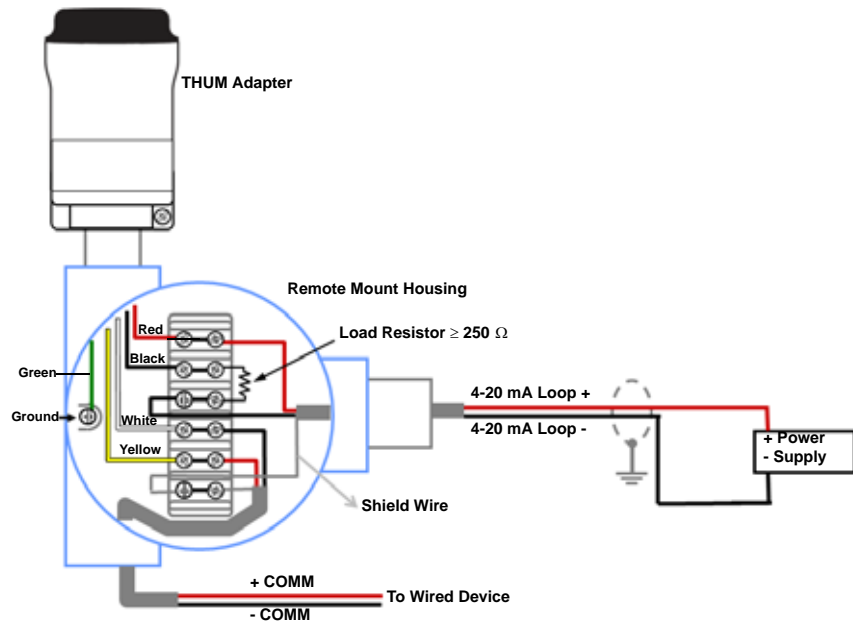 THUM Adapter
Remote Mount Housing
Red
Load Resistor ≥ 250 Ω
Black
Green
4-20 mA Loop +
Ground
White
4-20 mA Loop -
+ Power
- Supply
Yellow
Shield Wire
+ COMM
To Wired Device
- COMM